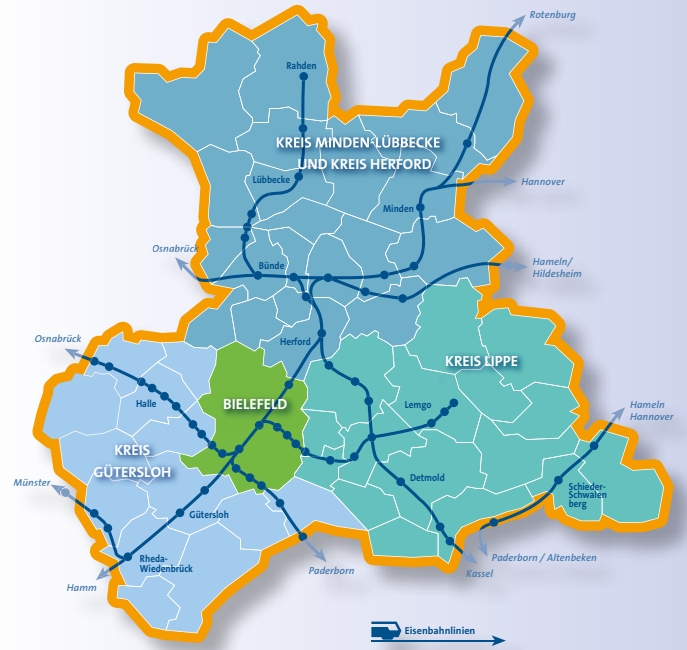 Rotenburg
Rahden
KREIS MINDEN-LÜBBECKE
UND KREIS HERFORD
Lübbecke
Hannover
Minden
Osnabrück
Bünde
Hameln/
Hildesheim
Osnabrück
Herford
KREIS LIPPE
Halle
BIELEFELD
Lemgo
Hameln
Hannover
KREIS
GÜTERSLOH
Münster
Detmold
Schieder-
Schwalen
berg
Gütersloh
Rheda-
Wiedenbrück
Paderborn / Altenbeken
Paderborn
Kassel
Hamm
Eisenbahnlinien